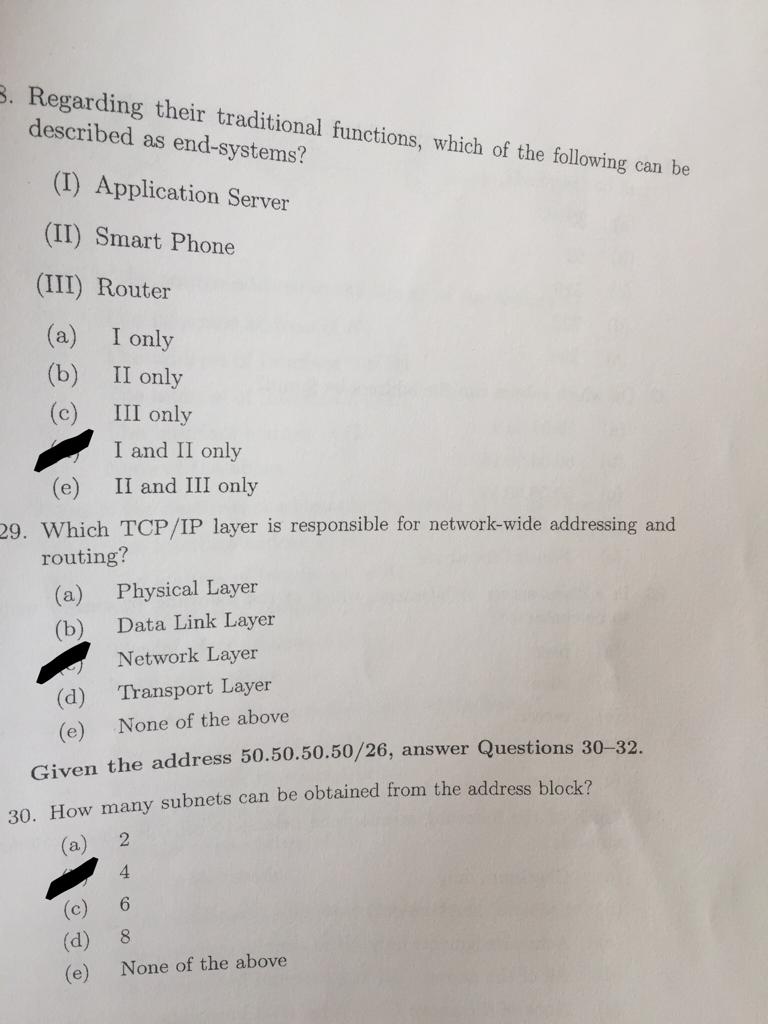 8. Regarding their traditional functions, which of the following can be
described as end-systems?
(I) Application Server
(II) Smart Phone
(III) Router
(a) I only
(b) II only
(c) III only
I and II only
(e) II and III only
29. Which TCP/IP layer is responsible for network-wide addressing and
routing?
(a) Physical Layer
(b) Data Link Layer
Network Layer
(d) Transport Layer
(e) None of the above
Given the address 50.50.50.50/26, answer Questions 30–32.
30. How many subnets can be obtained from the address block?
(a) 2
4
(c) 6
(d) 8
(e) None of the above